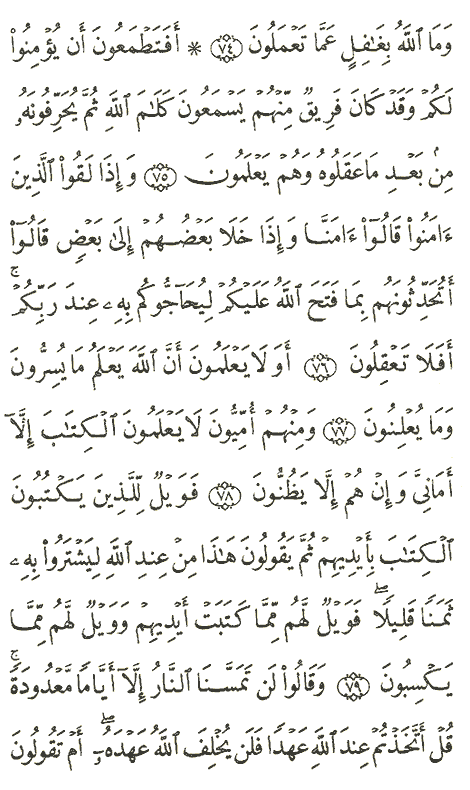 وَمَا ٱللَّهُ بِغَـٰفِلٍ عَمَّا تَعۡمَلُونَ ٧٤ * أَفَتَطۡمَعُونَ أَن يُؤۡمِنُواْ
لَكُمۡ وَقَدۡ كَانَ فَرِيقٞ مِّنۡهُمۡ يَسۡمَعُونَ كَلَـٰمَ ٱللَّهِ ثُمَّ يُحَرِّفُونَهُۥ
مِنۢ بَعۡدِ مَا عَقَلُوهُ وَهُمۡ يَعۡلَمُونَ ٧٥ وَإِذَا لَقُواْ ٱلَّذِينَ
ءَامَنُواْ قَالُوٓاْ ءَامَنَّا وَإِذَا خَلَا بَعۡضُهُمۡ إِلَىٰ بَعۡضٖ قَالُوٓاْ
أَتُحَدِّثُونَهُم بِمَا فَتَحَ ٱللَّهُ عَلَيۡكُمۡ لِيُحَآجُّوكُم بِهِۦ عِندَ رَبِّكُمۡۚ
أَفَلَا تَعۡقِلُونَ ٧٦ أَوَلَا يَعۡلَمُونَ أَنَّ ٱللَّهَ يَعۡلَمُ مَا يُسِرُّونَ
وَمَا يُعۡلِنُونَ ٧٧ وَمِنۡهُمۡ أُمِّيُّونَ لَا يَعۡلَمُونَ ٱلۡكِتَـٰبَ إِلَّآ
أَمَانِيَّ وَإِنۡ هُمۡ إِلَّا يَظُنُّونَ ٧٨ فَوَيۡلٞ لِّلَّذِينَ يَكۡتُبُونَ
ٱلۡكِتَـٰبَ بِأَيۡدِيهِمۡ ثُمَّ يَقُولُونَ هَـٰذَا مِنۡ عِندِ ٱللَّهِ لِيَشۡتَرُواْ بِهِۦ
ثَمَنٗا قَلِيلٗاۖ فَوَيۡلٞ لَّهُم مِّمَّا كَتَبَتۡ أَيۡدِيهِمۡ وَوَيۡلٞ لَّهُم مِّمَّا
يَكۡسِبُونَ ٧٩ وَقَالُواْ لَن تَمَسَّنَا ٱلنَّارُ إِلَّآ أَيَّامٗا مَّعۡدُودَةٗۚ
قُلۡ أَتَّخَذۡتُمۡ عِندَ ٱللَّهِ عَهۡدٗا فَلَن يُخۡلِفَ ٱللَّهُ عَهۡدَهُۥٓۖ أَمۡ تَقُولُونَ